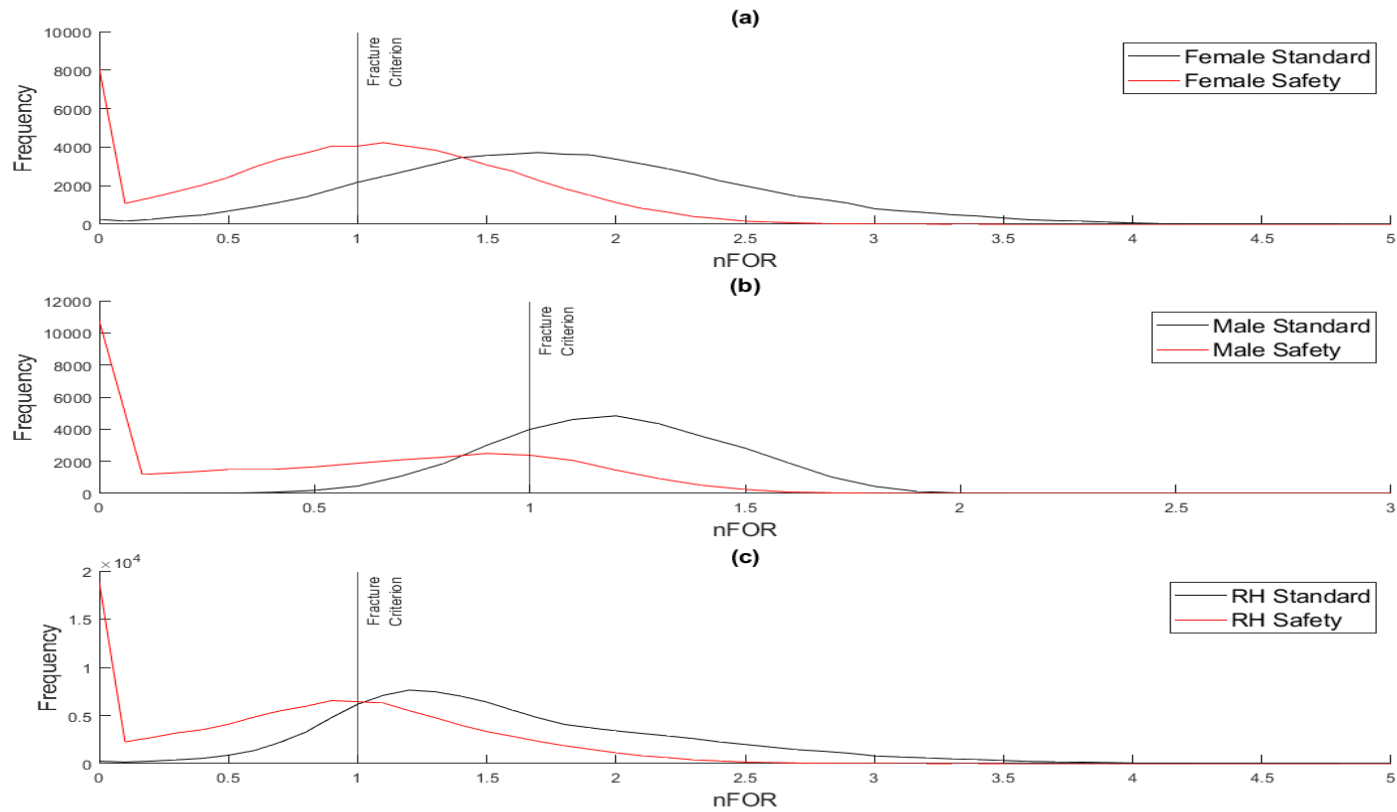 (a)
10000
8000
6000
4000
2000
0
Frequency
Fracture
Criterion
Female Standard
Female Safety
0 0.5 1 1.5 2 2.5 3 3.5 4 4.5 5
nFOR
(b)
12000
10000
8000
6000
4000
2000
0
Frequency
Fracture
Criterion
Male Standard
Male Safety
0 0.5 1 1.5 2 2.5 3
nFOR
(c)
× 10^4
2
1.5
1
0.5
0
Frequency
Fracture
Criterion
RH Standard
RH Safety
0 0.5 1 1.5 2 2.5 3 3.5 4 4.5 5
nFOR